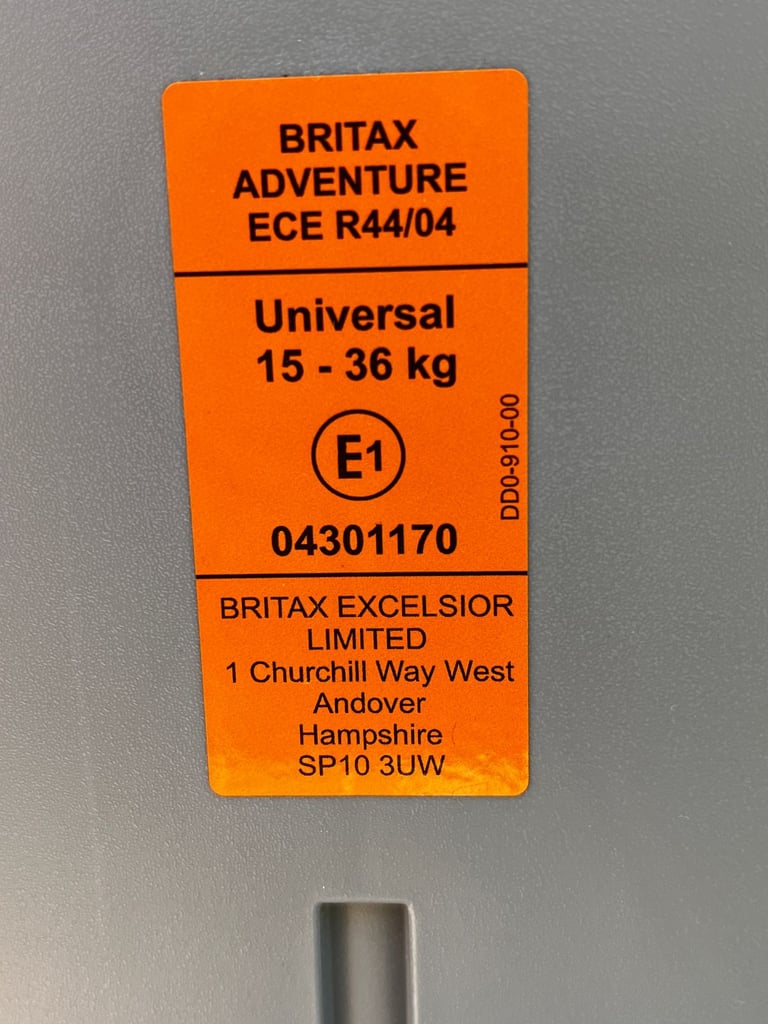 BRITAX
ADVENTURE
ECE R44/04
Universal
15 - 36 kg
E1
DD0-910-00
04301170
BRITAX EXCELSIOR
LIMITED
1 Churchill Way West
Andover
Hampshire
SP10 3UW